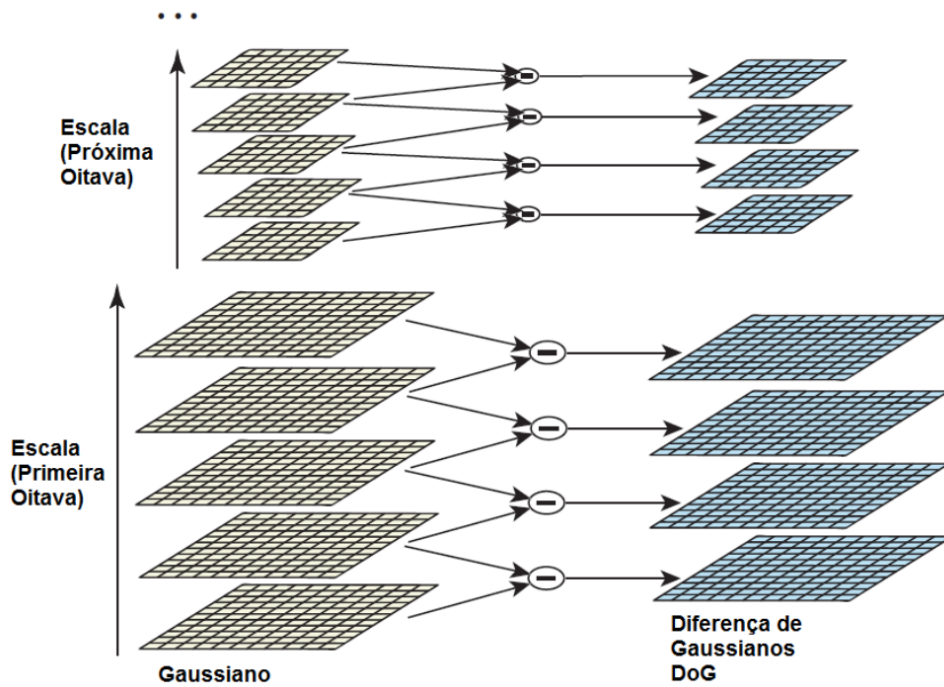 ...
Escala
(Próxima
Oitava)
Escala
(Primeira
Oitava)
Gaussiano
Diferença de
Gaussianos
DoG